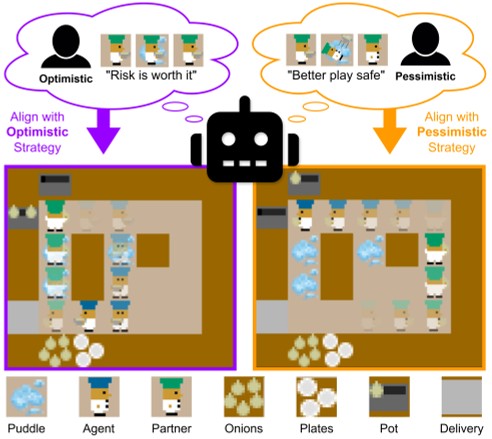 Optimistic
"Risk is worth it"
"Better play safe"
Pessimistic
Align with
Optimistic
Strategy
Align with
Pessimistic
Strategy
Puddle
Agent
Partner
Onions
Plates
Pot
Delivery